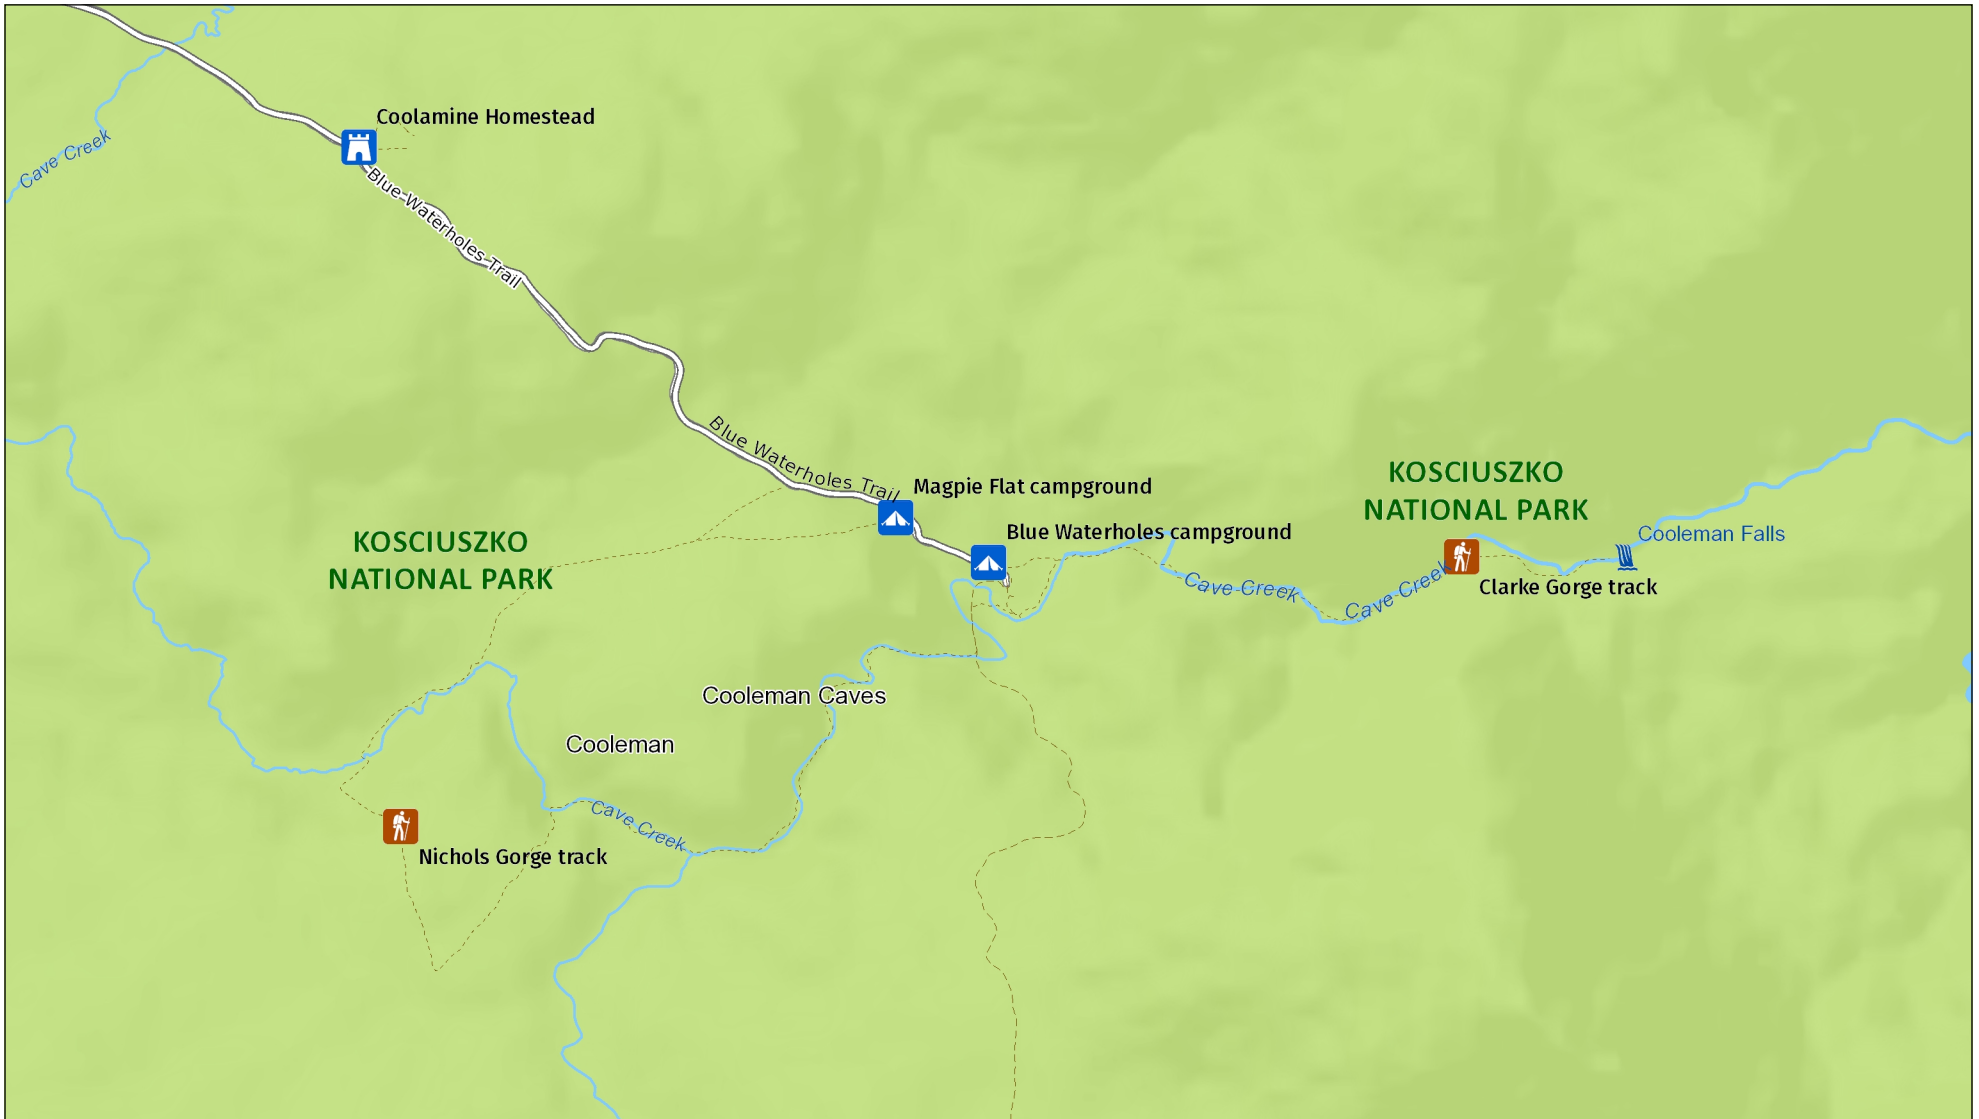 Coolamine Homestead
Cave Creek
Blue Waterholes Trail
Blue Waterholes Trail
Magpie Flat campground
Blue Waterholes campground
KOSCIUSZKO
NATIONAL PARK
Cooleman Falls
KOSCIUSZKO
NATIONAL PARK
Cave Creek
Cave Creek
Clarke Gorge track
Cooleman Caves
Cooleman
Cave Creek
Nichols Gorge track